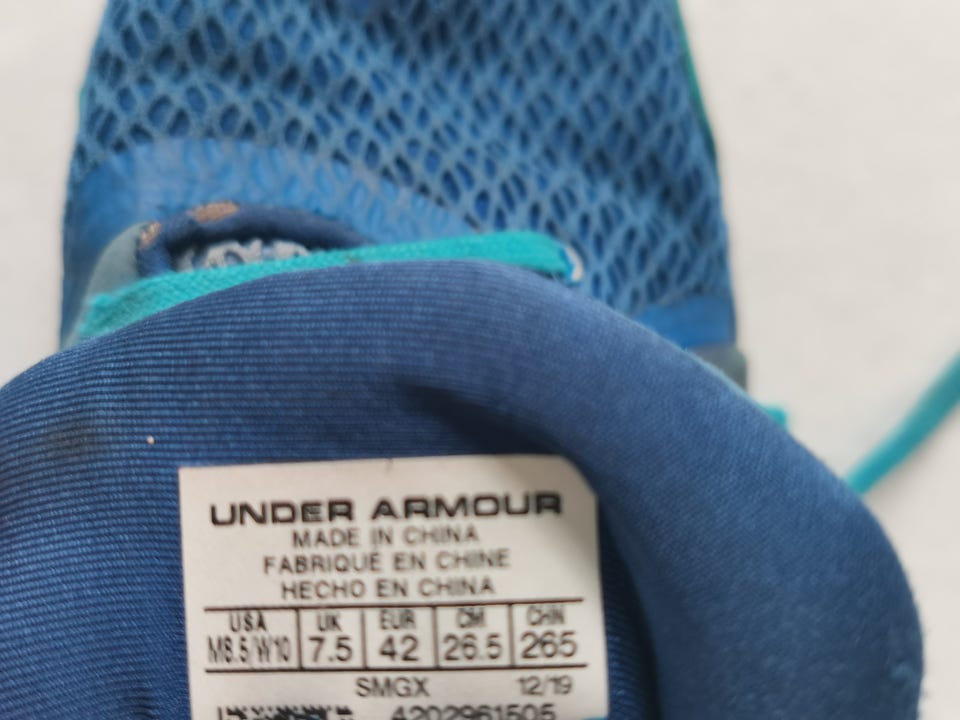 UNDER ARMOUR
MADE IN CHINA
FABRIQUÉ EN CHINE
HECHO EN CHINA
USA UK EUR CM CHN
M8.5/W10 7.5 42 26.5 265
SMGX 12/19
4202961505